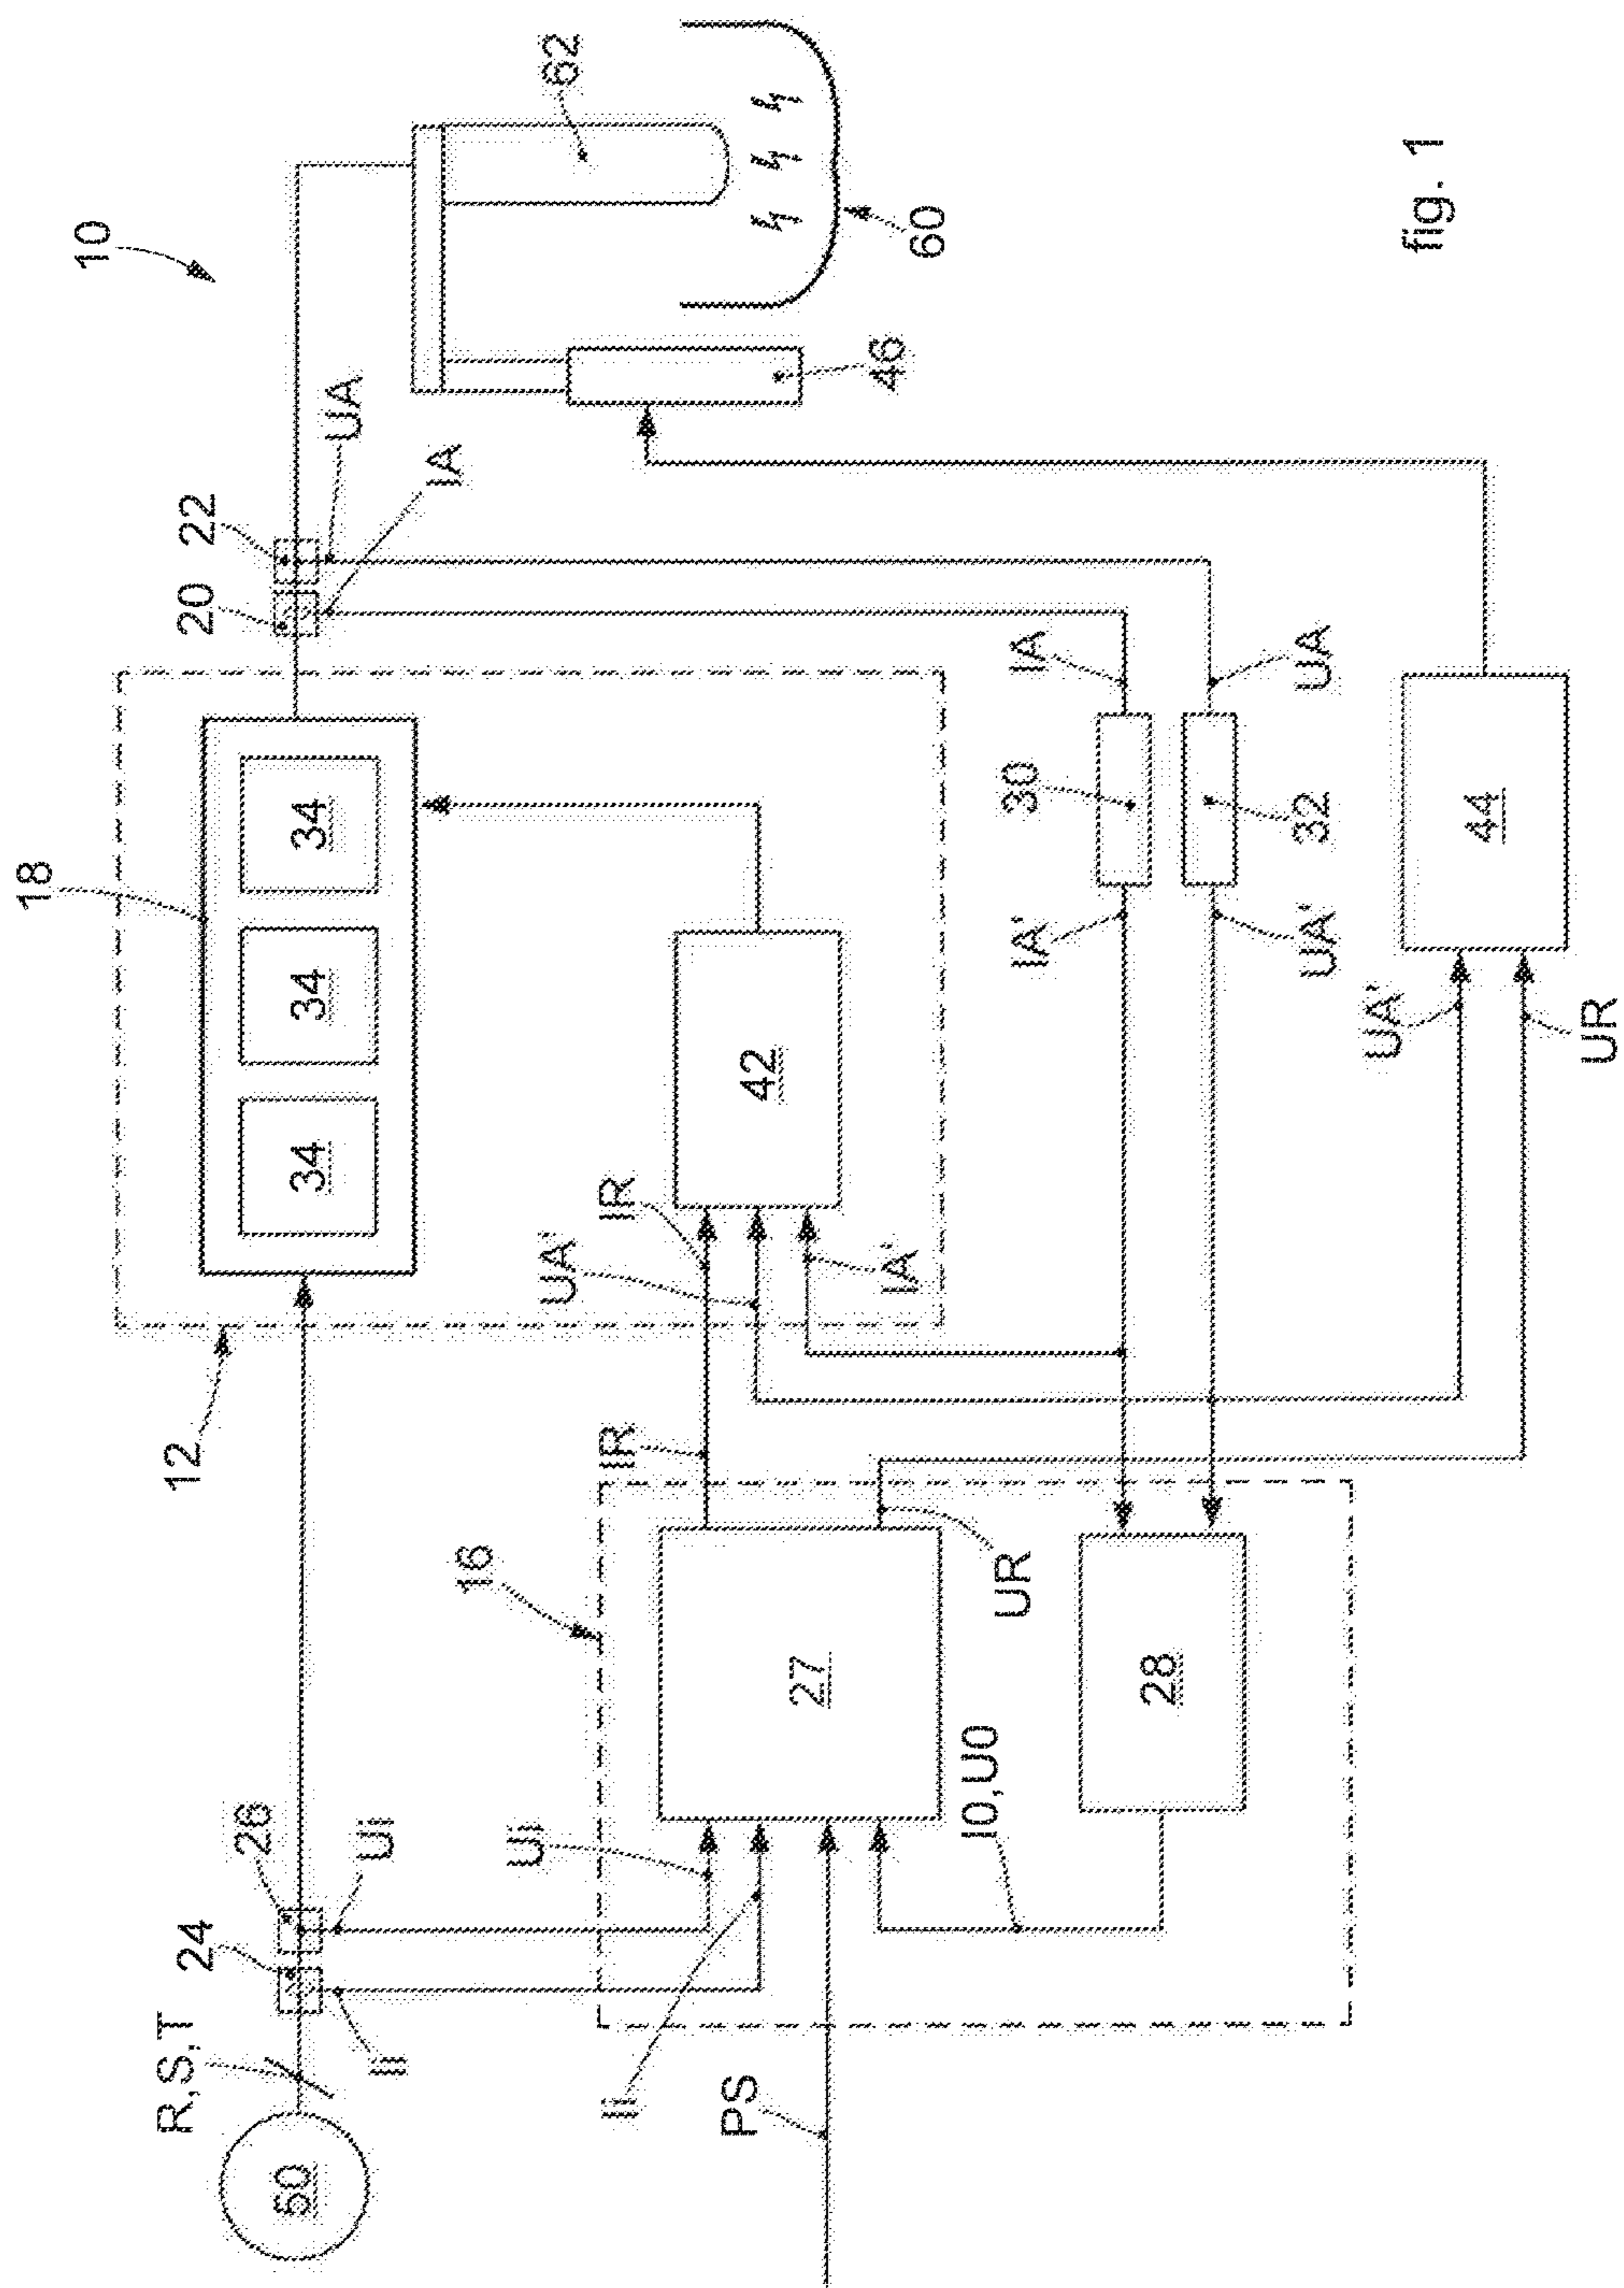 10
18
12
R,S,T
24
26
20
22
UA
IA
62
50
34
34
34
Ii
Ui
16
IR
UA'
IR
46
60
Ui
Ii
42
IA'
PS
27
UR
I0,U0
28
IA'
30
IA
UA'
32
UA
UA'
UR
44
fig. 1